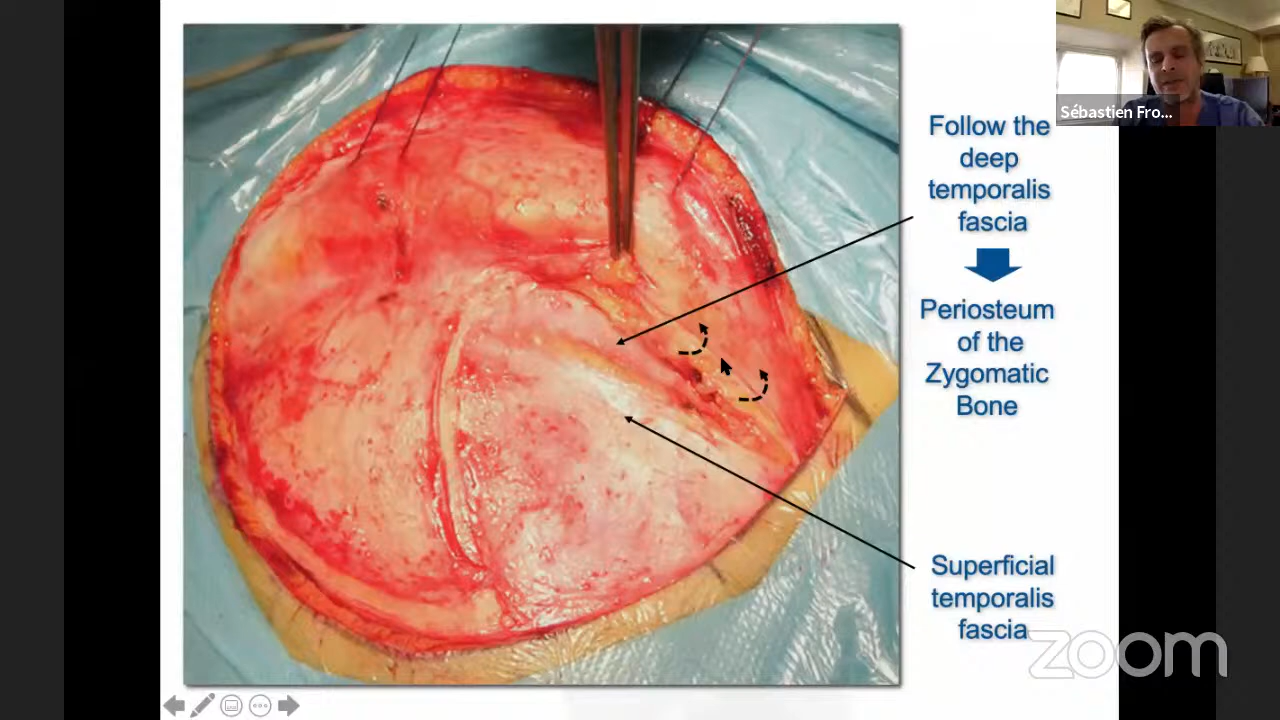 Sébastien Fro...
Follow the
deep
temporalis
fascia
Periosteum
of the
Zygomatic
Bone
Superficial
temporalis
fascia
zoom